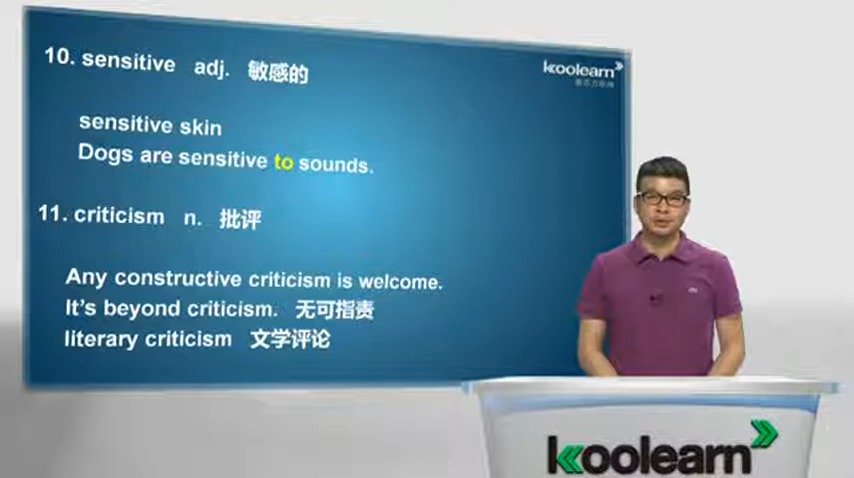 10. sensitive adj. 敏感的
koolearn
sensitive skin
Dogs are sensitive to sounds.
11. criticism n. 批评
Any constructive criticism is welcome.
It's beyond criticism. 无可指责
literary criticism 文学评论
koolearn